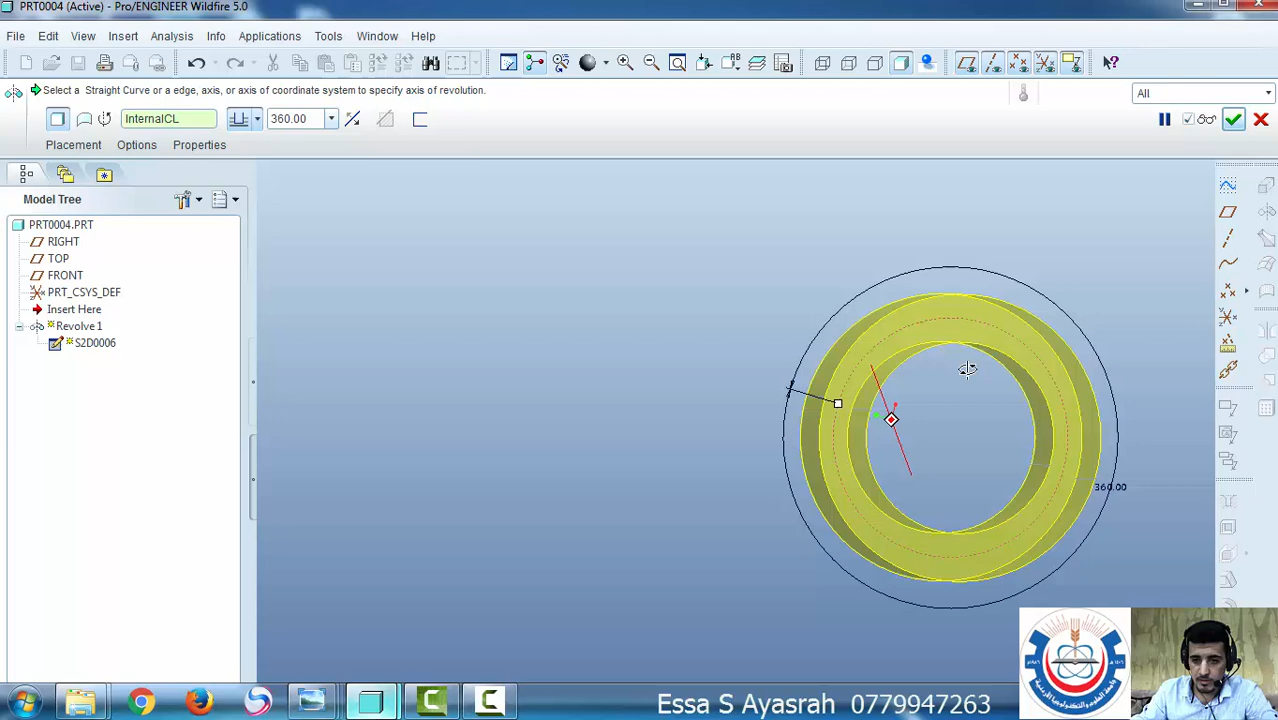 PRT0004 (Active) - Pro/ENGINEER Wildfire 5.0
File Edit View Insert Analysis Info Applications Tools Window Help
Select a Straight Curve or a edge, axis, or axis of coordinate system to specify axis of revolution.
All
InternalCL
360.00
Placement Options Properties
Model Tree
PRT0004.PRT
RIGHT
TOP
FRONT
PRT_CSYS_DEF
Insert Here
Revolve 1
S2D0006
360.00
Essa S Ayasrah 0779947263